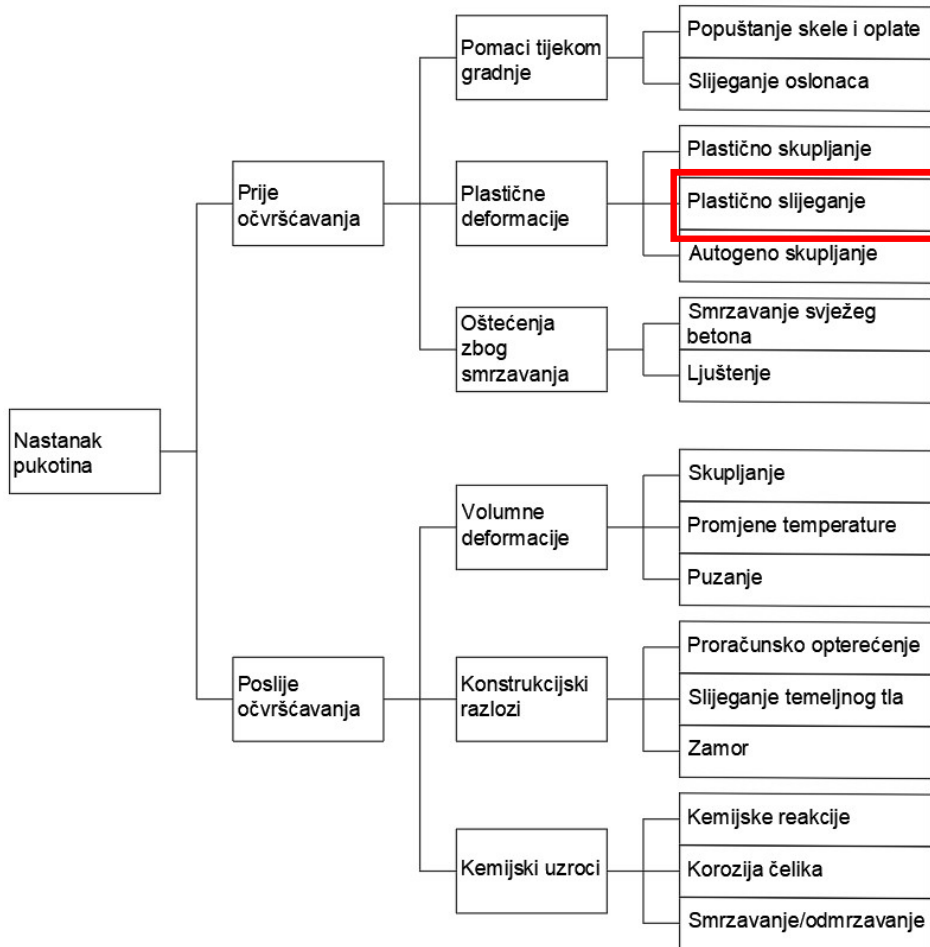 Nastanak
pukotina
Prije
očvršćavanja
Pomaci tijekom
gradnje
Popuštanje skele i oplate
Slijeganje oslonaca
Plastične
deformacije
Plastično skupljanje
Plastično slijeganje
Autogeno skupljanje
Oštećenja
zbog
smrzavanja
Smrzavanje svježeg
betona
Ljuštenje
Poslije
očvršćavanja
Volumne
deformacije
Skupljanje
Promjene temperature
Puzanje
Konstrukcijski
razlozi
Proračunsko opterećenje
Slijeganje temeljnog tla
Zamor
Kemijski uzroci
Kemijske reakcije
Korozija čelika
Smrzavanje/odmrzavanje